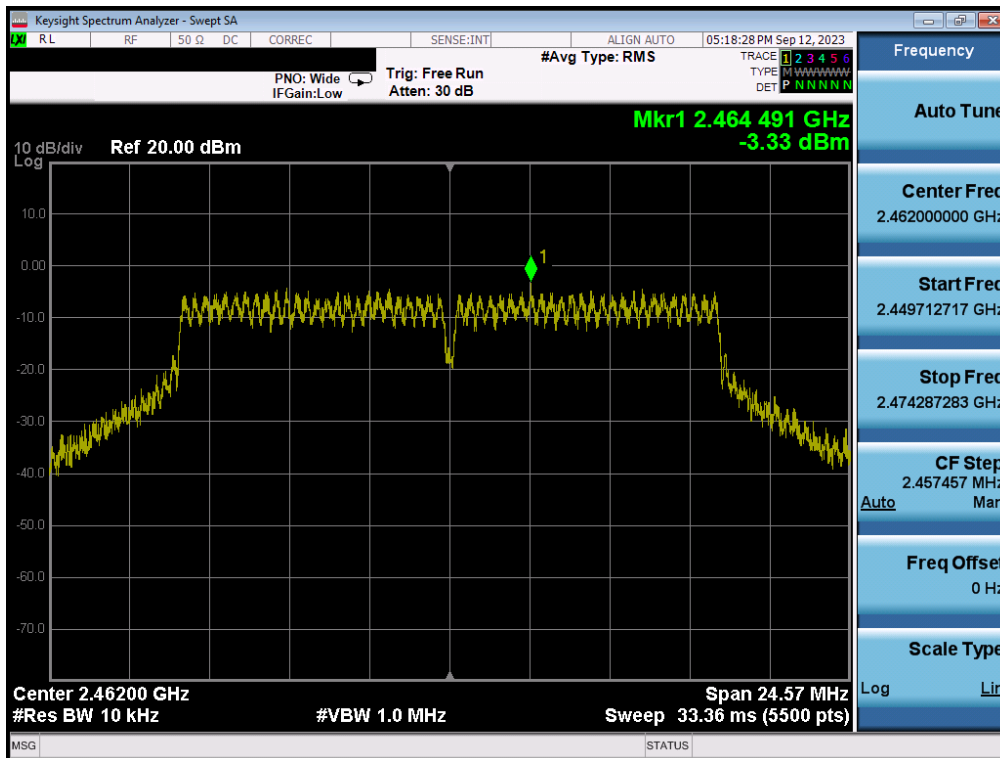 Keysight Spectrum Analyzer - Swept SA
LXI RL RF 50 Ω DC CORREC SENSE:INT ALIGN AUTO 05:18:28 PM Sep 12, 2023
PNO: Wide
IFGain:Low
Trig: Free Run
Atten: 30 dB
#Avg Type: RMS
TRACE 1 2 3 4 5 6
TYPE M W W W W W
DET P N N N N N
Mkr1 2.464 491 GHz
-3.33 dBm
10 dB/div Ref 20.00 dBm
Log
10.0
0.00
-10.0
-20.0
-30.0
-40.0
-50.0
-60.0
-70.0
1
Center 2.46200 GHz Span 24.57 MHz
#Res BW 10 kHz #VBW 1.0 MHz Sweep 33.36 ms (5500 pts)
MSG STATUS
Frequency
Auto Tune
Center Freq
2.462000000 GHz
Start Freq
2.449712717 GHz
Stop Freq
2.474287283 GHz
CF Step
2.457457 MHz
Auto Man
Freq Offset
0 Hz
Scale Type
Log Lin